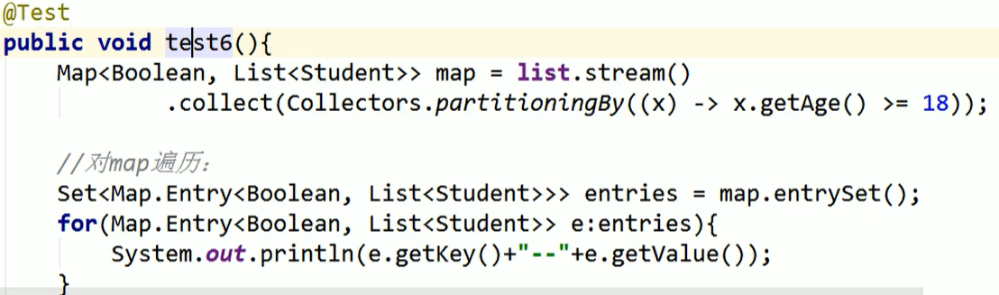 @Test
public void test6(){
Map<Boolean, List<Student>> map = list.stream()
.collect(Collectors.partitioningBy((x) -> x.getAge() >= 18));
//对map遍历:
Set<Map.Entry<Boolean, List<Student>>> entries = map.entrySet();
for(Map.Entry<Boolean, List<Student>> e:entries){
System.out.println(e.getKey()+"--"+e.getValue());
}